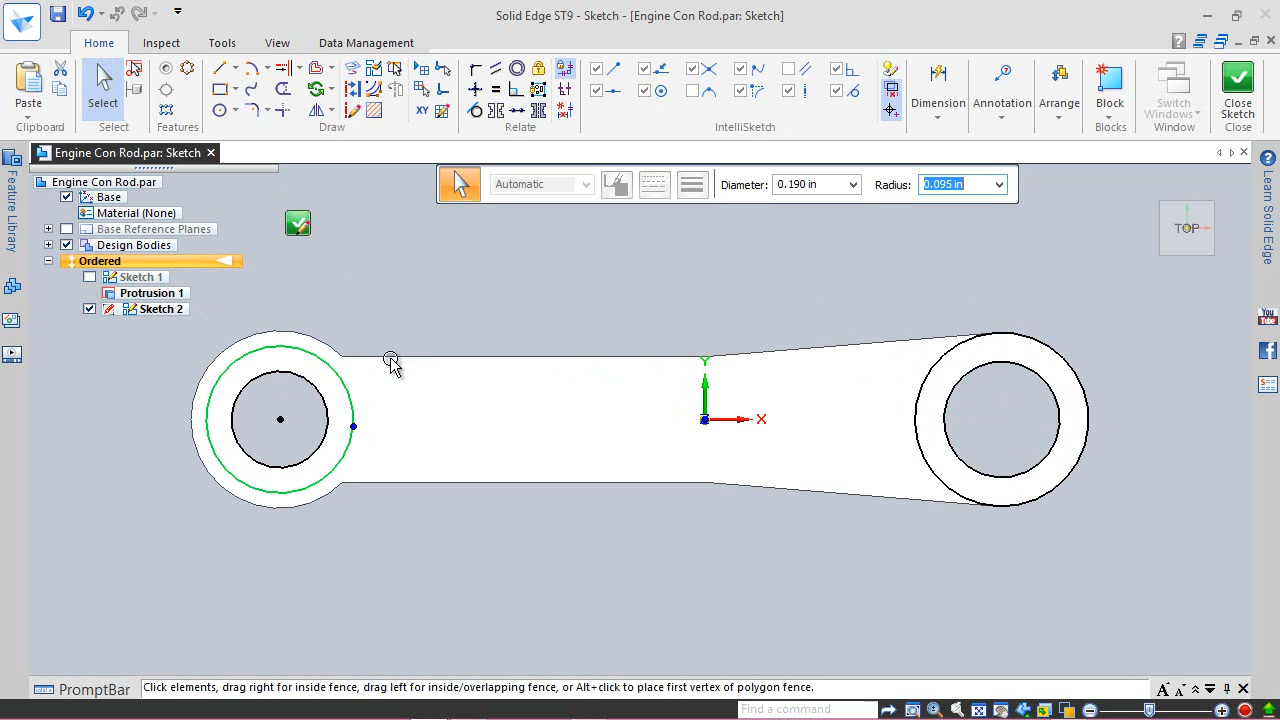 Solid Edge ST9 - Sketch - [Engine Con Rod.par: Sketch]
Home
Inspect
Tools
View
Data Management
Paste
Select
XY
Dimension
Annotation
Arrange
Block
Switch
Windows
Close
Sketch
Clipboard
Select
Features
Draw
Relate
IntelliSketch
Blocks
Window
Close
Engine Con Rod.par: Sketch
Feature Library
Engine Con Rod.par
Base
Material (None)
Base Reference Planes
Design Bodies
Ordered
Sketch 1
Protrusion 1
Sketch 2
Automatic
Diameter:
0.190 in
Radius:
0.095 in
TOP
Learn Solid Edge
You
Tube
Y
X
PromptBar
Click elements, drag right for inside fence, drag left for inside/overlapping fence, or Alt+click to place first vertex of polygon fence.
Find a command